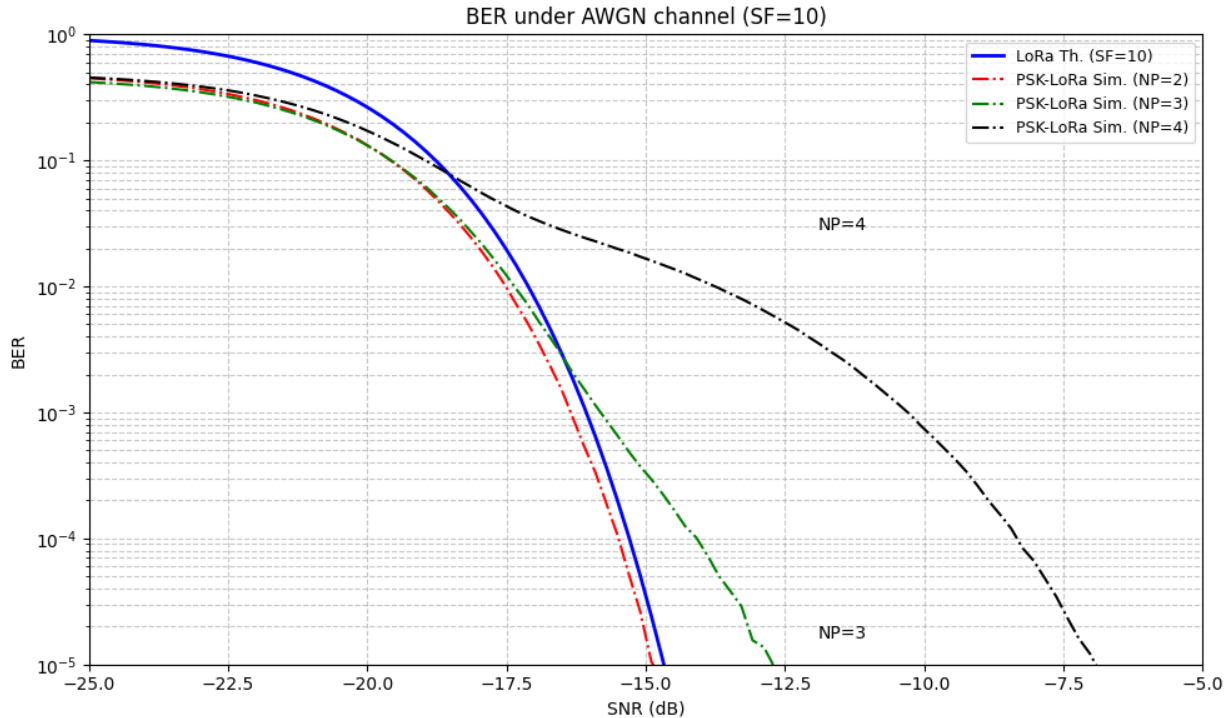 BER under AWGN channel (SF=10)
LoRa Th. (SF=10)
PSK-LoRa Sim. (NP=2)
PSK-LoRa Sim. (NP=3)
PSK-LoRa Sim. (NP=4)
10⁰
10⁻¹
10⁻²
10⁻³
10⁻⁴
10⁻⁵
BER
NP=4
NP=3
−25.0 −22.5 −20.0 −17.5 −15.0 −12.5 −10.0 −7.5 −5.0
SNR (dB)